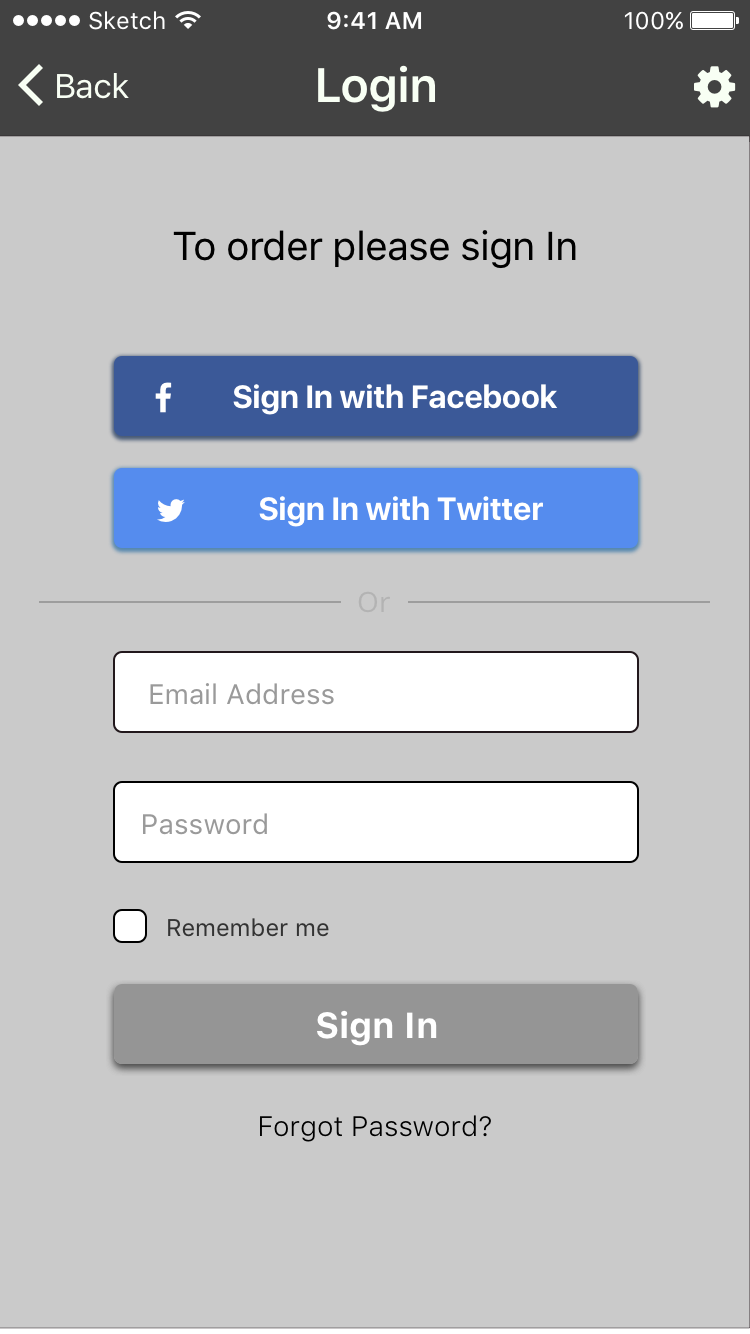 Sketch 9:41 AM 100%
Back Login
To order please sign In
Sign In with Facebook
Sign In with Twitter
Or
Email Address
Password
Remember me
Sign In
Forgot Password?